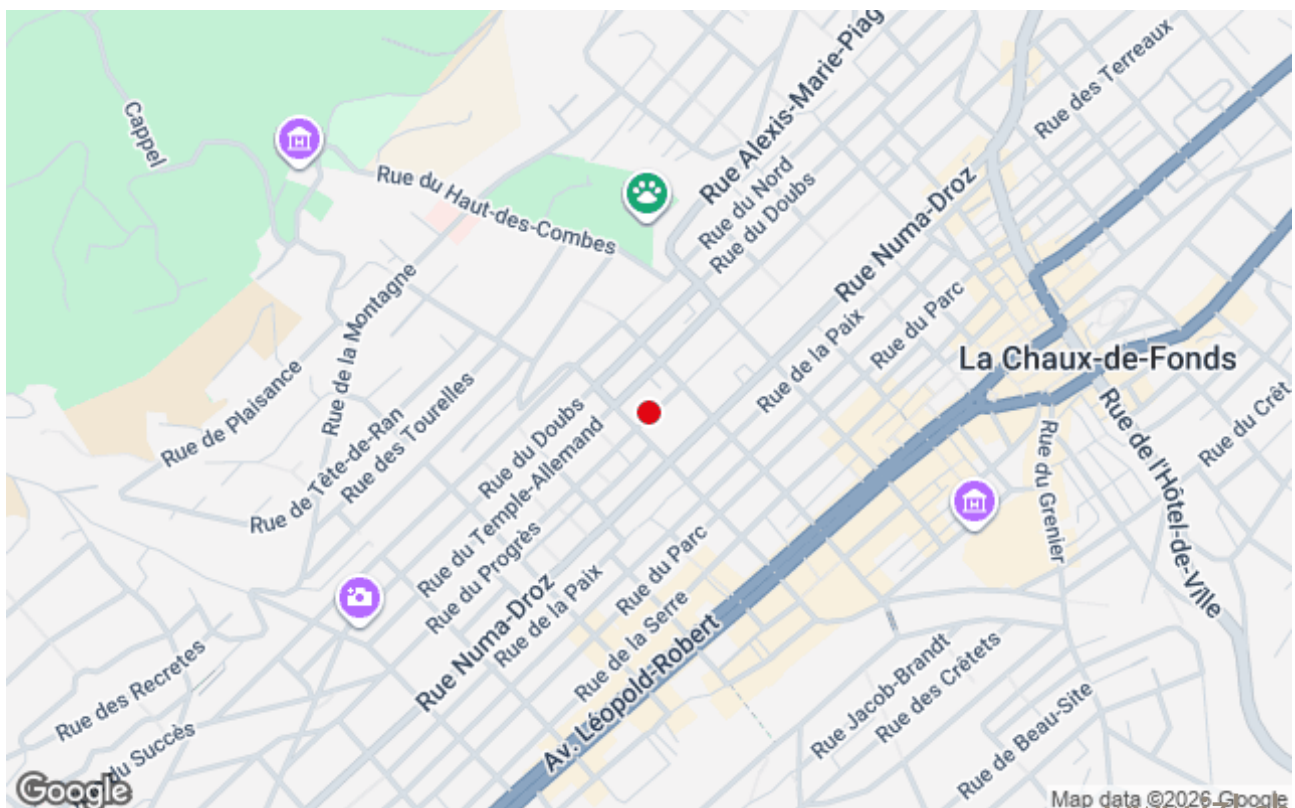 Rue Alexis-Marie-Piag
Rue des Terreaux
Cappel
Rue du Haut-des-Combes
Rue du Nord
Rue du Doubs
Rue Numa-Droz
Rue de la Montagne
Rue de la Paix
Rue du Parc
La Chaux-de-Fonds
Rue de Plaisance
Rue de Tête-de-Ran
Rue des Tourelles
Rue du Doubs
Rue du Temple-Allemand
Rue du Progrès
Rue du Grenier
Rue de l'Hôtel-de-Ville
Rue du Crêt
Rue Numa-Droz
Rue de la Paix
Rue du Parc
Rue de la Serre
Av. Léopold-Robert
Rue des Recretes
du Succès
Rue Jacob-Brandt
Rue des Crêtets
Rue de Beau-Site
Google
Map data ©2026 Google